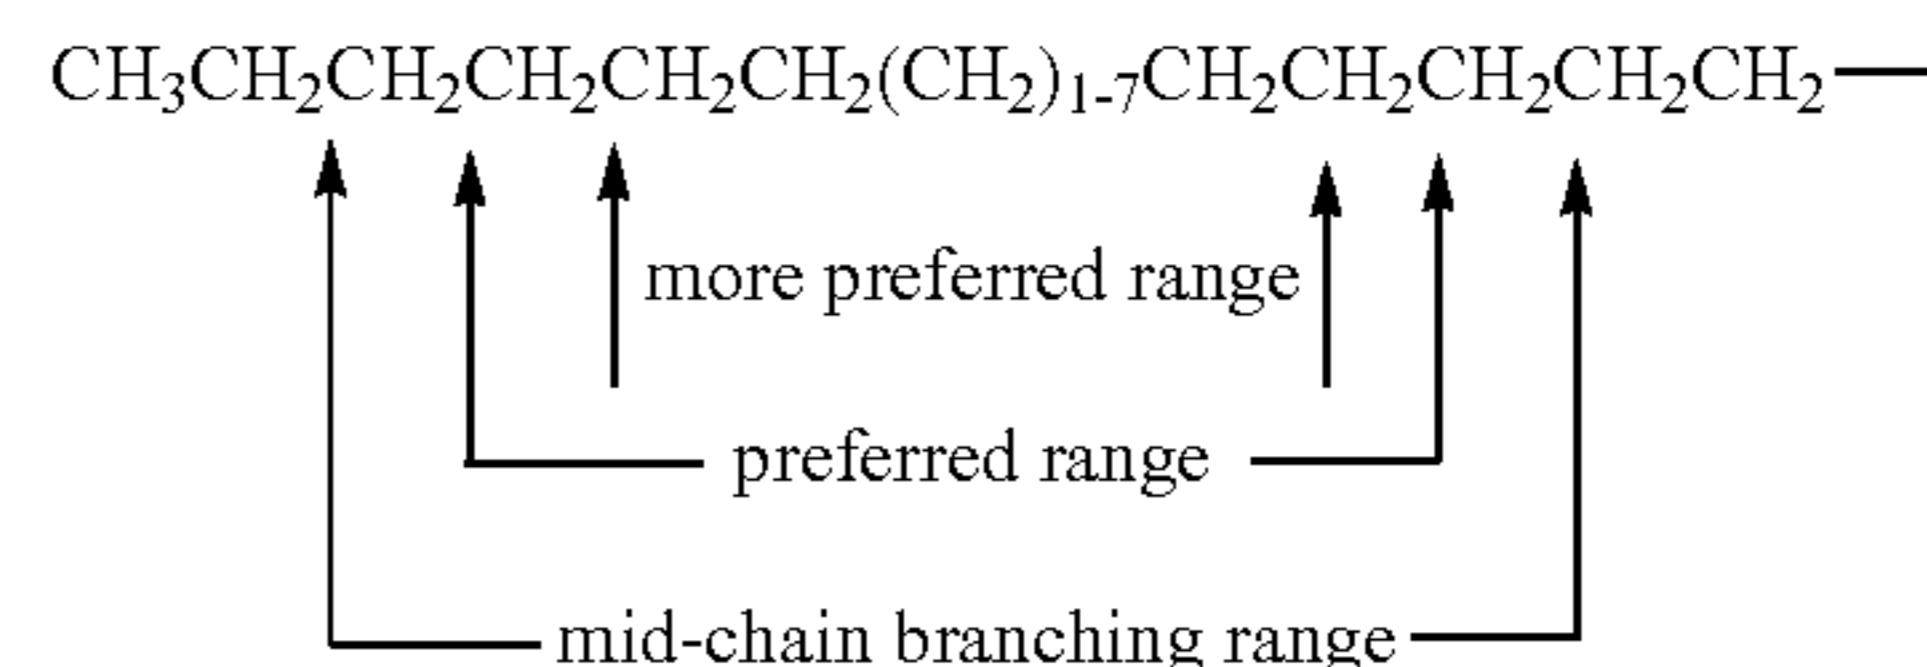 CH₃CH₂CH₂CH₂CH₂CH₂(CH₂)₁₋₇CH₂CH₂CH₂CH₂CH₂
more preferred range
preferred range
mid-chain branching range